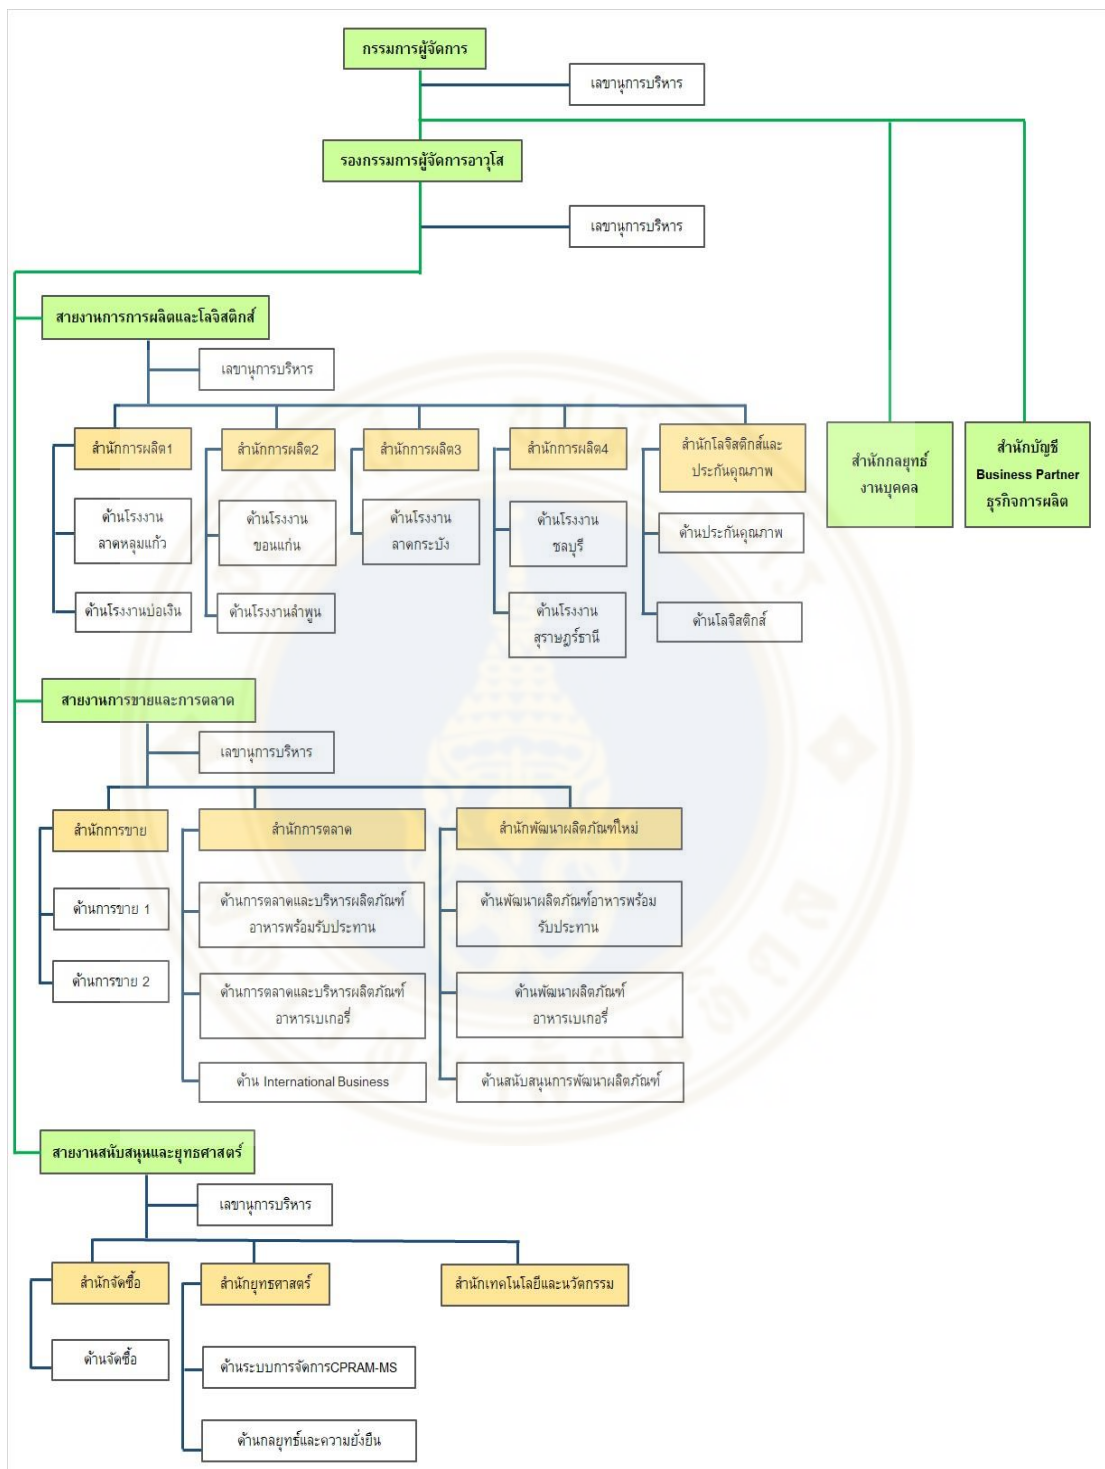 กรรมการผู้จัดการ
เลขานุการบริหาร
รองกรรมการผู้จัดการอาวุโส
เลขานุการบริหาร
สายงานการการผลิตและโลจิสติกส์
เลขานุการบริหาร
สำนักการผลิต1
สำนักการผลิต2
สำนักการผลิต3
สำนักการผลิต4
สำนักโลจิสติกส์และ
ประกันคุณภาพ
สำนักกลยุทธ์
งานบุคคล
สำนักบัญชี
Business Partner
ธุรกิจการผลิต
ด้านโรงงาน
ลาดหลุมแก้ว
ด้านโรงงาน
ขอนแก่น
ด้านโรงงาน
ลาดกระบัง
ด้านโรงงาน
ชลบุรี
ด้านประกันคุณภาพ
ด้านโรงงานบ่อเงิน
ด้านโรงงานลำพูน
ด้านโรงงาน
สุราษฎร์ธานี
ด้านโลจิสติกส์
สายงานการขายและการตลาด
เลขานุการบริหาร
สำนักการขาย
สำนักการตลาด
สำนักพัฒนาผลิตภัณฑ์ใหม่
ด้านการขาย 1
ด้านการตลาดและบริหารผลิตภัณฑ์
อาหารพร้อมรับประทาน
ด้านพัฒนาผลิตภัณฑ์อาหารพร้อม
รับประทาน
ด้านการขาย 2
ด้านการตลาดและบริหารผลิตภัณฑ์
อาหารเบเกอรี่
ด้านพัฒนาผลิตภัณฑ์
อาหารเบเกอรี่
ด้าน International Business
ด้านสนับสนุนการพัฒนาผลิตภัณฑ์
สายงานสนับสนุนและยุทธศาสตร์
เลขานุการบริหาร
สำนักจัดซื้อ
สำนักยุทธศาสตร์
สำนักเทคโนโลยีและนวัตกรรม
ด้านจัดซื้อ
ด้านระบบการจัดการCPRAM-MS
ด้านกลยุทธ์และความยั่งยืน